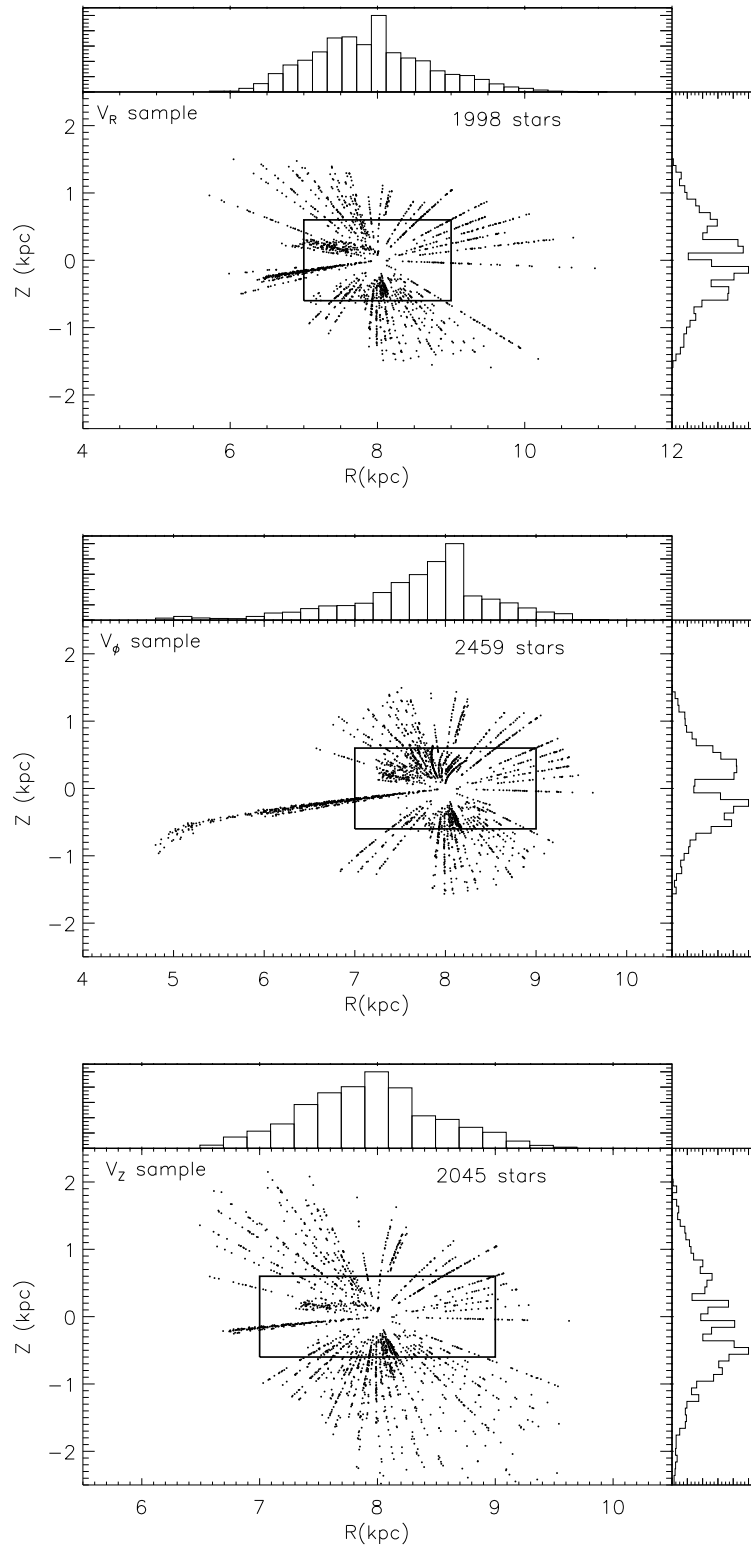 V_R sample 1998 stars
2
1
0
−1
−2
Z (kpc)
4 6 8 10 12
R(kpc)
V_ϕ sample 2459 stars
2
1
0
−1
−2
Z (kpc)
4 5 6 7 8 9 10
R(kpc)
V_Z sample 2045 stars
2
1
0
−1
−2
Z (kpc)
6 7 8 9 10
R(kpc)